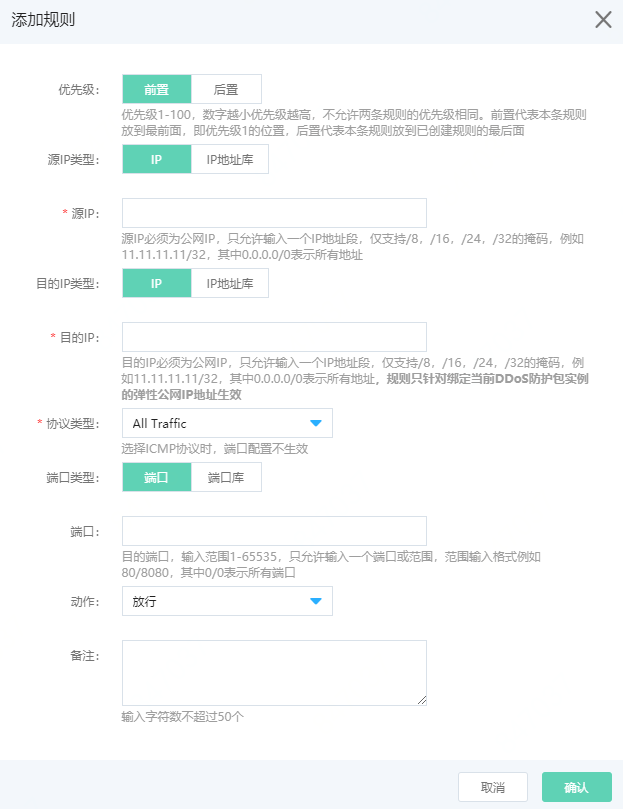 添加规则
优先级： 前置 后置
优先级1-100，数字越小优先级越高，不允许两条规则的优先级相同。前置代表本条规则
放到最前面，即优先级1的位置，后置代表本条规则放到已创建规则的最后面
源IP类型： IP IP地址库
* 源IP：
源IP必须为公网IP，只允许输入一个IP地址段，仅支持/8，/16，/24，/32的掩码，例如
11.11.11.11/32，其中0.0.0.0/0表示所有地址
目的IP类型： IP IP地址库
* 目的IP：
目的IP必须为公网IP，只允许输入一个IP地址段，仅支持/8，/16，/24，/32的掩码，例
如11.11.11.11/32，其中0.0.0.0/0表示所有地址，规则只针对绑定当前DDoS防护包实例
的弹性公网IP地址生效
* 协议类型： All Traffic
选择ICMP协议时，端口配置不生效
端口类型： 端口 端口库
端口：
目的端口，输入范围1-65535，只允许输入一个端口或范围，范围输入格式例如
80/8080，其中0/0表示所有端口
动作： 放行
备注：
输入字符数不超过50个
取消 确认